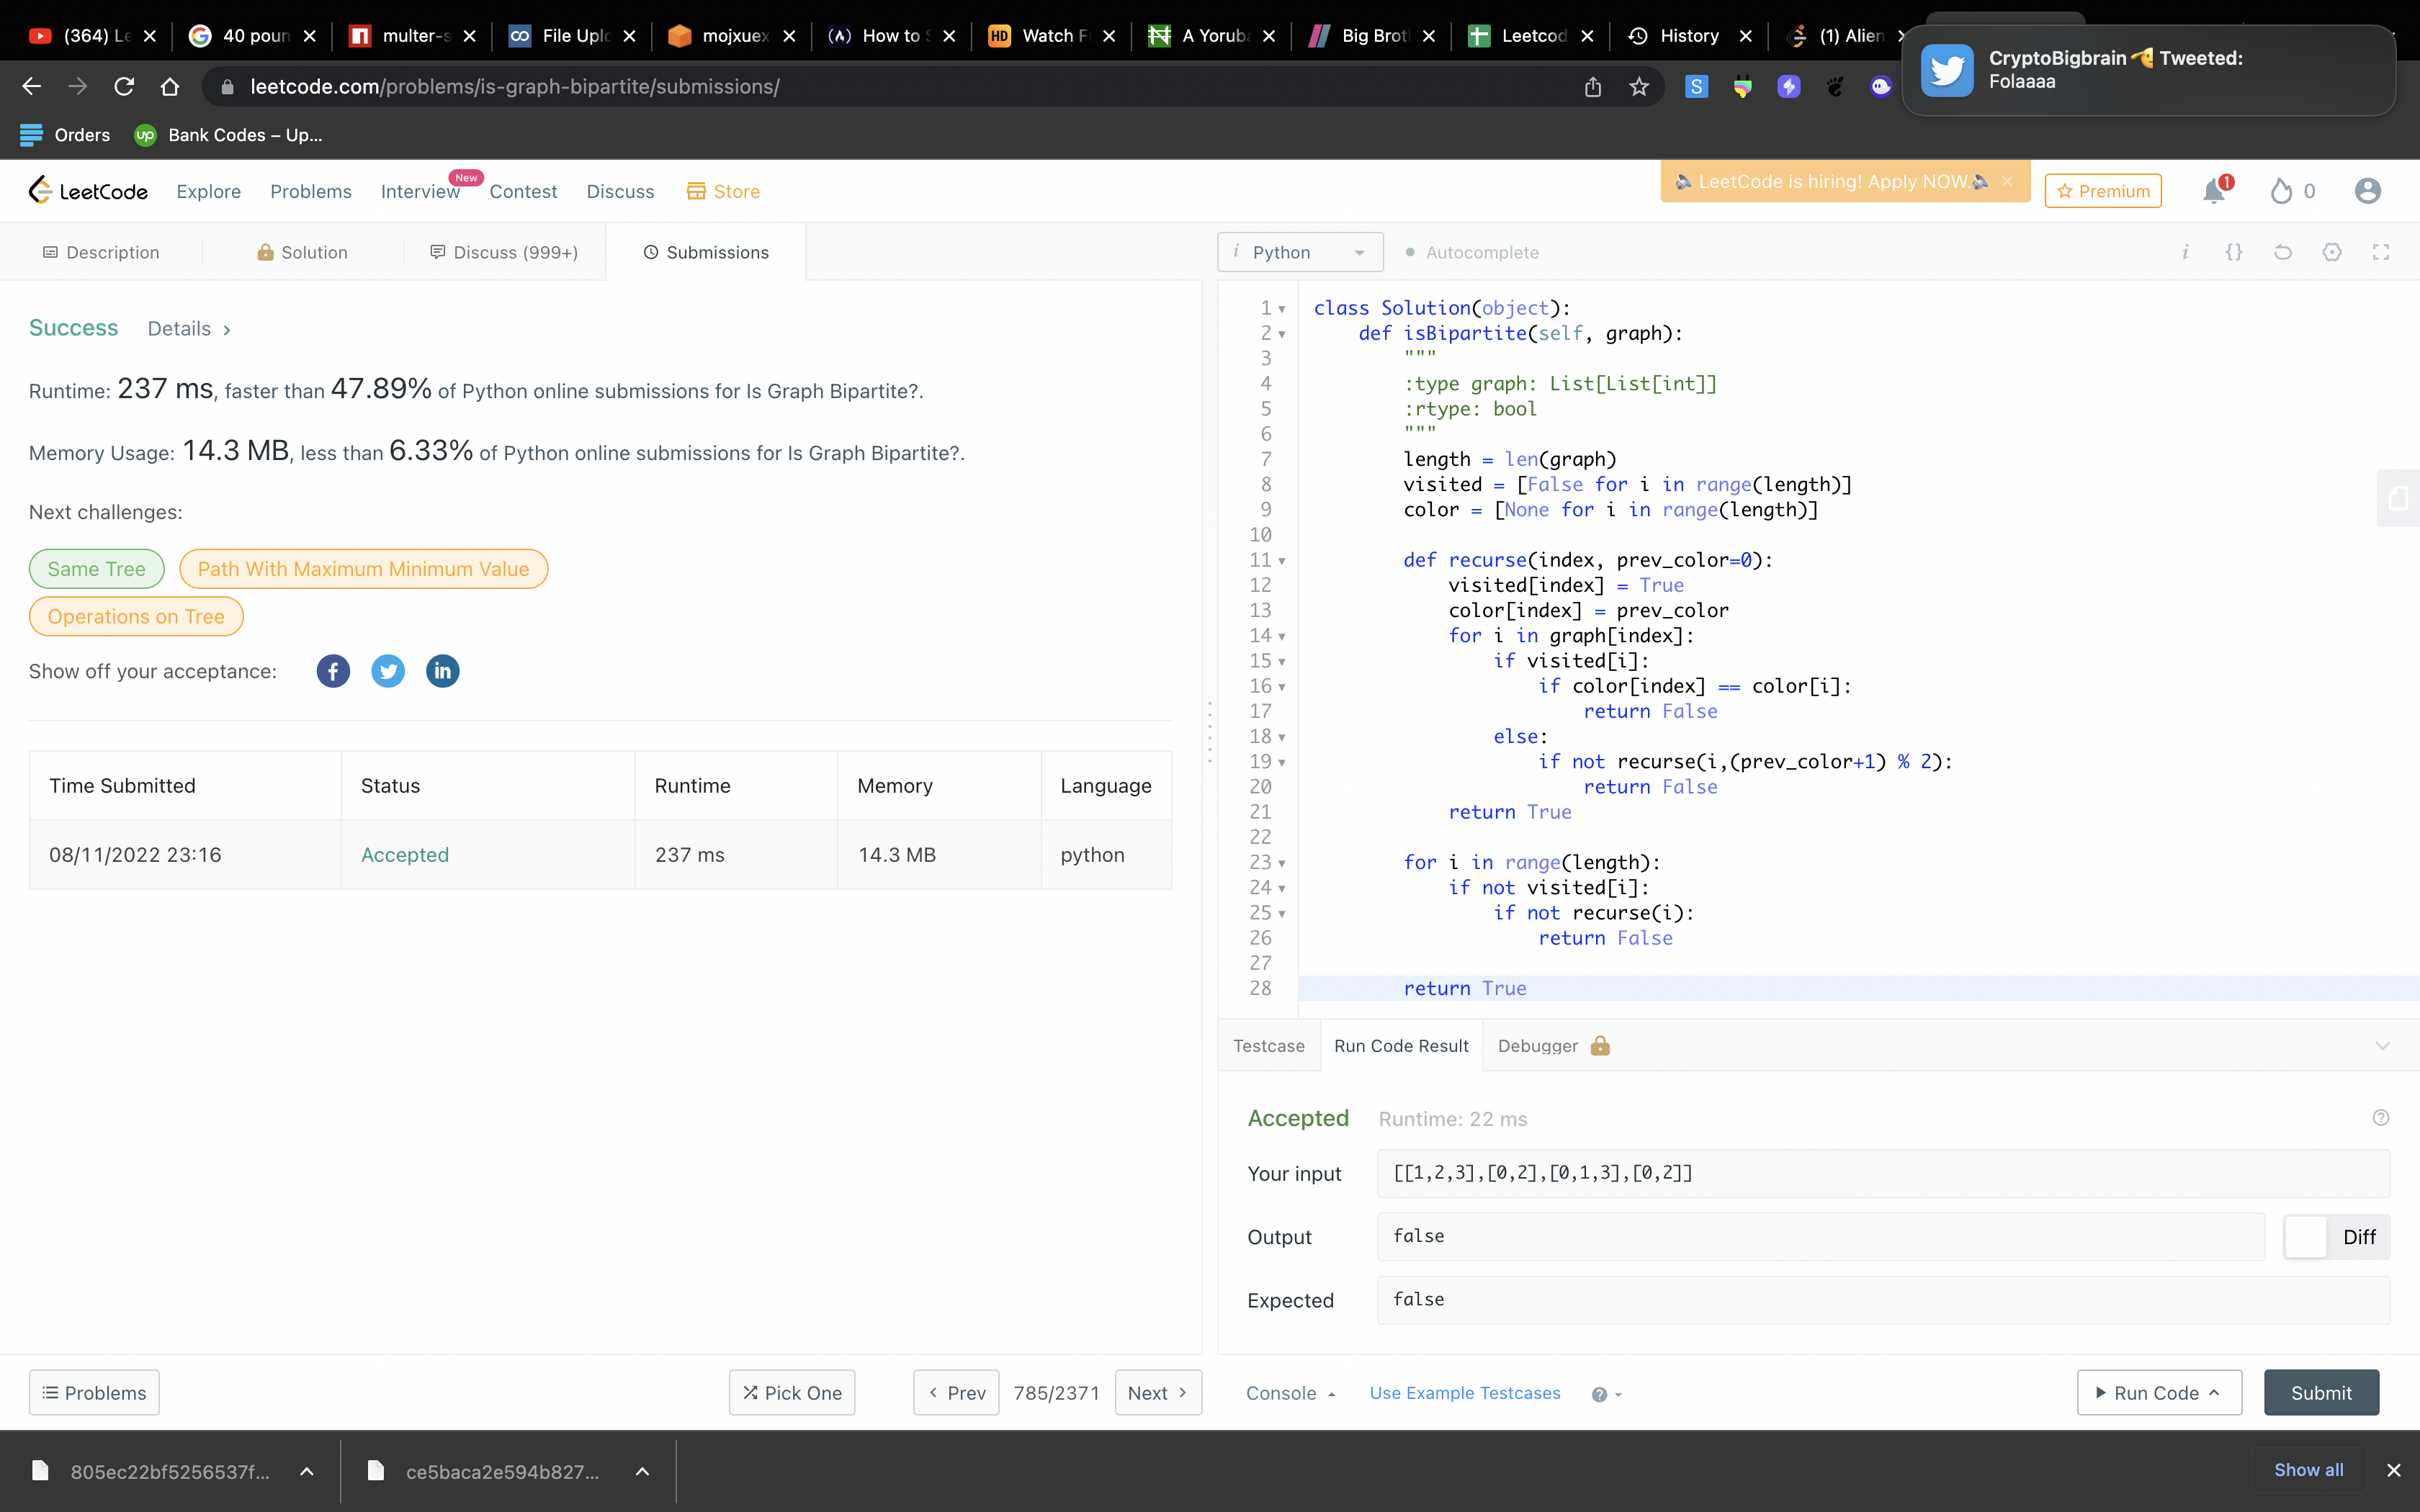 (364) Le
40 poun
multer-s
File Uplo
mojxuex
How to S
Watch F
A Yoruba
Big Brot
Leetcod
History
(1) Alien
CryptoBigbrain Tweeted:
Folaaaa
leetcode.com/problems/is-graph-bipartite/submissions/
Orders
Bank Codes – Up...
LeetCode Explore Problems Interview New Contest Discuss Store
LeetCode is hiring! Apply NOW.
Premium
1
0
Description Solution Discuss (999+) Submissions
i Python Autocomplete
Success Details
Runtime: 237 ms, faster than 47.89% of Python online submissions for Is Graph Bipartite?.
Memory Usage: 14.3 MB, less than 6.33% of Python online submissions for Is Graph Bipartite?.
Next challenges:
Same Tree Path With Maximum Minimum Value
Operations on Tree
Show off your acceptance:
Time Submitted Status Runtime Memory Language
08/11/2022 23:16 Accepted 237 ms 14.3 MB python
1 class Solution(object):
2 def isBipartite(self, graph):
3 """
4 :type graph: List[List[int]]
5 :rtype: bool
6 """
7 length = len(graph)
8 visited = [False for i in range(length)]
9 color = [None for i in range(length)]
10
11 def recurse(index, prev_color=0):
12 visited[index] = True
13 color[index] = prev_color
14 for i in graph[index]:
15 if visited[i]:
16 if color[index] == color[i]:
17 return False
18 else:
19 if not recurse(i,(prev_color+1) % 2):
20 return False
21 return True
22
23 for i in range(length):
24 if not visited[i]:
25 if not recurse(i):
26 return False
27
28 return True
Testcase Run Code Result Debugger
Accepted Runtime: 22 ms
Your input [[1,2,3],[0,2],[0,1,3],[0,2]]
Output false Diff
Expected false
Problems Pick One Prev 785/2371 Next
Console Use Example Testcases Run Code Submit
805ec22bf5256537f...
ce5baca2e594b827...
Show all